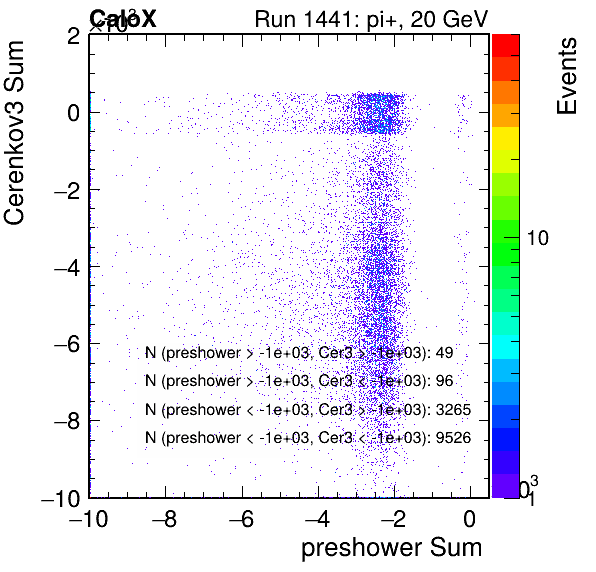 CaloX
×10³
Run 1441: pi+, 20 GeV
Cerenkov3 Sum
Events
2
0
−2
−4
−6
−8
−10
10
1
N (preshower > -1e+03, Cer3 > -1e+03): 49
N (preshower > -1e+03, Cer3 < -1e+03): 96
N (preshower < -1e+03, Cer3 > -1e+03): 3265
N (preshower < -1e+03, Cer3 < -1e+03): 9526
−10 −8 −6 −4 −2 0
preshower Sum